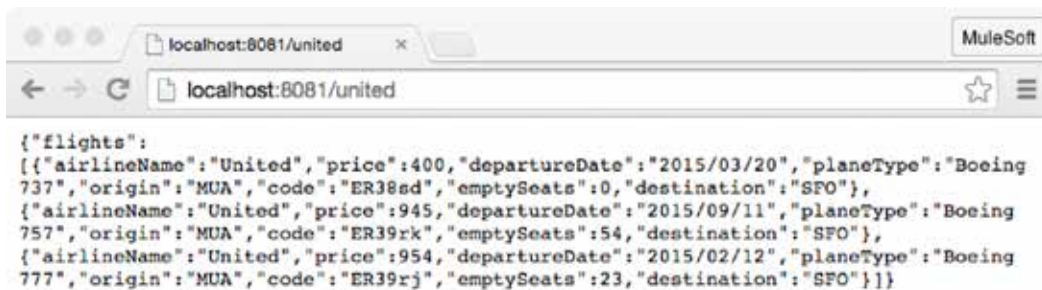 localhost:8081/united
MuleSoft
localhost:8081/united
{"flights":
[{"airlineName":"United","price":400,"departureDate":"2015/03/20","planeType":"Boeing
737","origin":"MUA","code":"ER38sd","emptySeats":0,"destination":"SFO"},
{"airlineName":"United","price":945,"departureDate":"2015/09/11","planeType":"Boeing
757","origin":"MUA","code":"ER39rk","emptySeats":54,"destination":"SFO"},
{"airlineName":"United","price":954,"departureDate":"2015/02/12","planeType":"Boeing
777","origin":"MUA","code":"ER39rj","emptySeats":23,"destination":"SFO"}]}